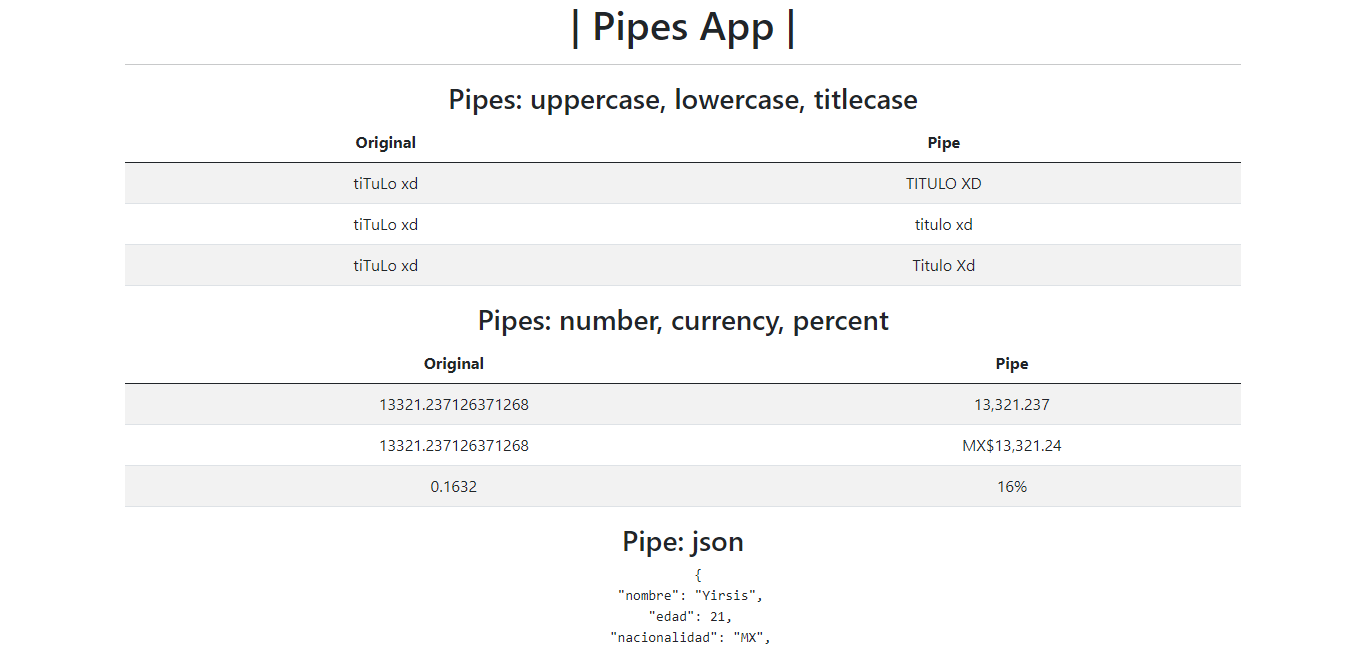 | Pipes App |
Pipes: uppercase, lowercase, titlecase
Original Pipe
tiTuLo xd TITULO XD
tiTuLo xd titulo xd
tiTuLo xd Titulo Xd
Pipes: number, currency, percent
Original Pipe
13321.237126371268 13,321.237
13321.237126371268 MX$13,321.24
0.1632 16%
Pipe: json
{
"nombre": "Yirsis",
"edad": 21,
"nacionalidad": "MX",